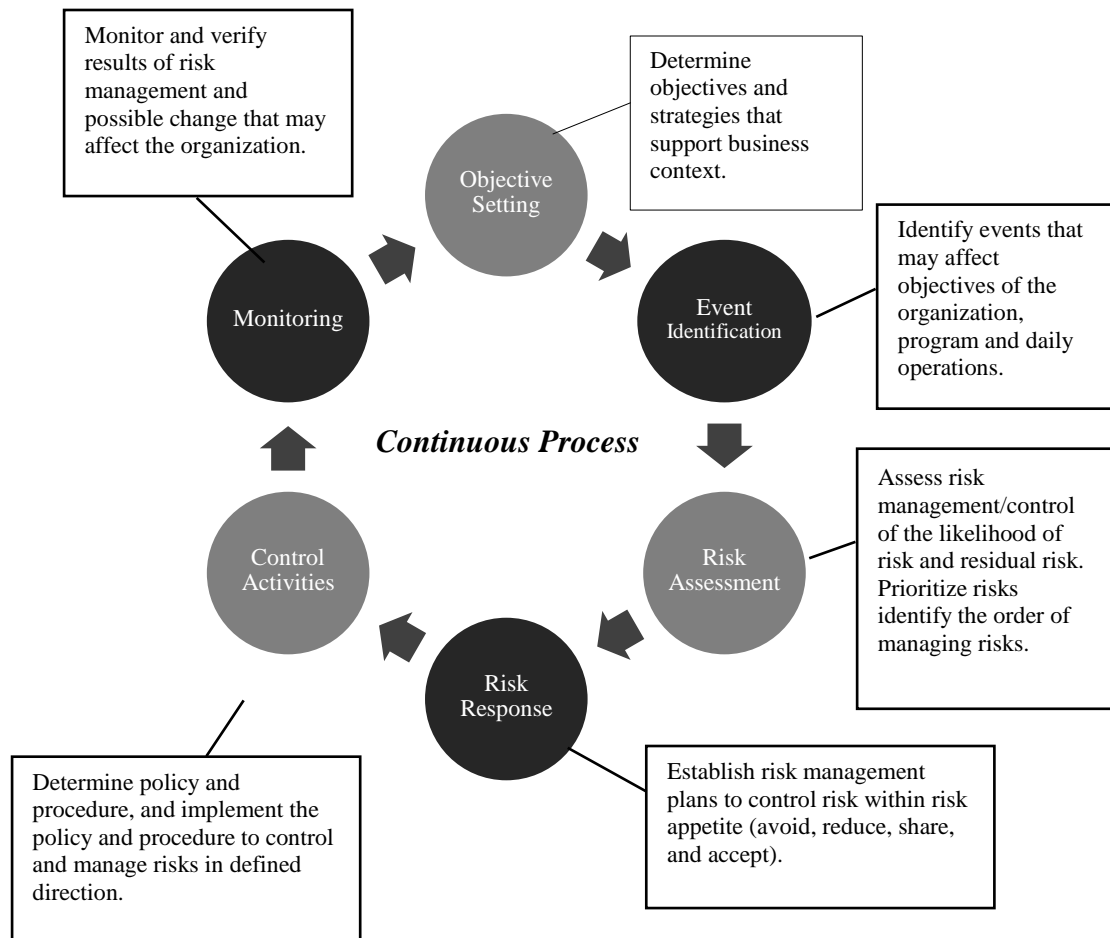 Monitor and verify
results of risk
management and
possible change that may
affect the organization.
Determine
objectives and
strategies that
support business
context.
Objective
Setting
Identify events that
may affect
objectives of the
organization,
program and daily
operations.
Monitoring
Event
Identification
Continuous Process
Assess risk
management/control
of the likelihood of
risk and residual risk.
Prioritize risks
identify the order of
managing risks.
Control
Activities
Risk
Assessment
Risk
Response
Determine policy and
procedure, and implement the
policy and procedure to control
and manage risks in defined
direction.
Establish risk management
plans to control risk within risk
appetite (avoid, reduce, share,
and accept).